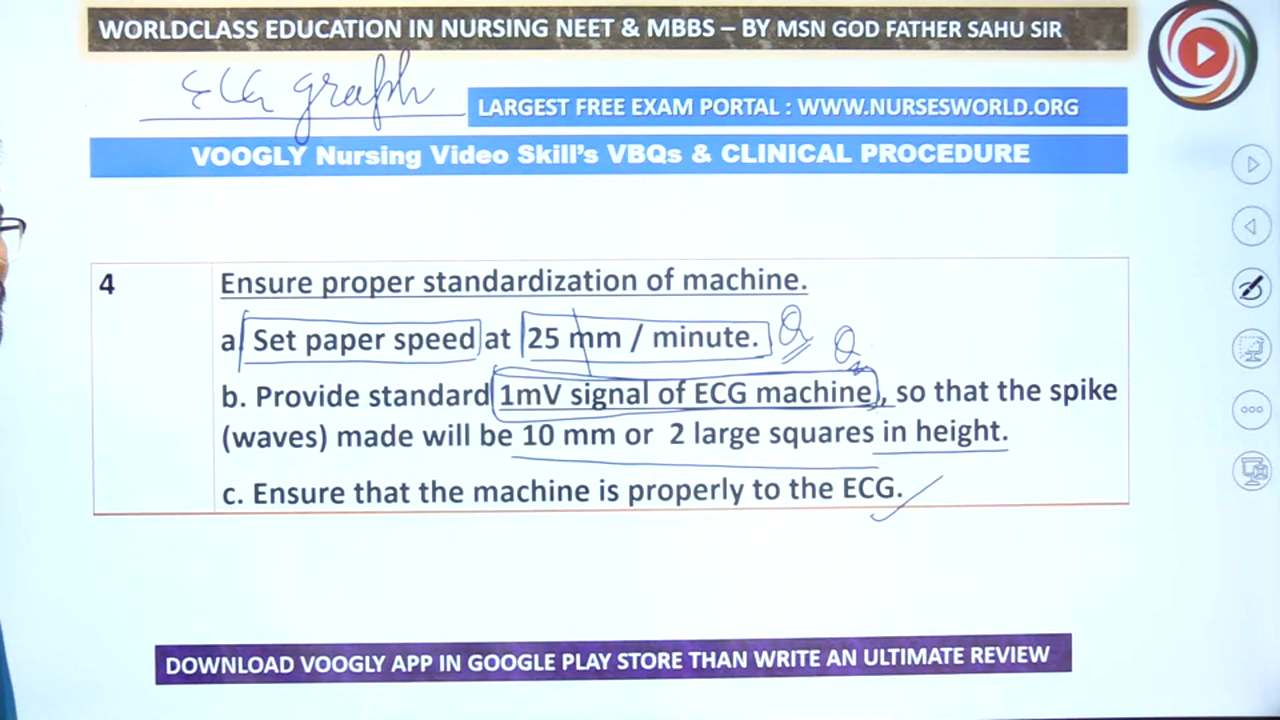 WORLDCLASS EDUCATION IN NURSING NEET & MBBS – BY MSN GOD FATHER SAHU SIR
ECG graph
LARGEST FREE EXAM PORTAL : WWW.NURSESWORLD.ORG
VOOGLY Nursing Video Skill's VBQs & CLINICAL PROCEDURE
4
Ensure proper standardization of machine.
a Set paper speed at 25 mm / minute. Q
Q
b. Provide standard 1mV signal of ECG machine, so that the spike
(waves) made will be 10 mm or 2 large squares in height.
c. Ensure that the machine is properly to the ECG.
DOWNLOAD VOOGLY APP IN GOOGLE PLAY STORE THAN WRITE AN ULTIMATE REVIEW